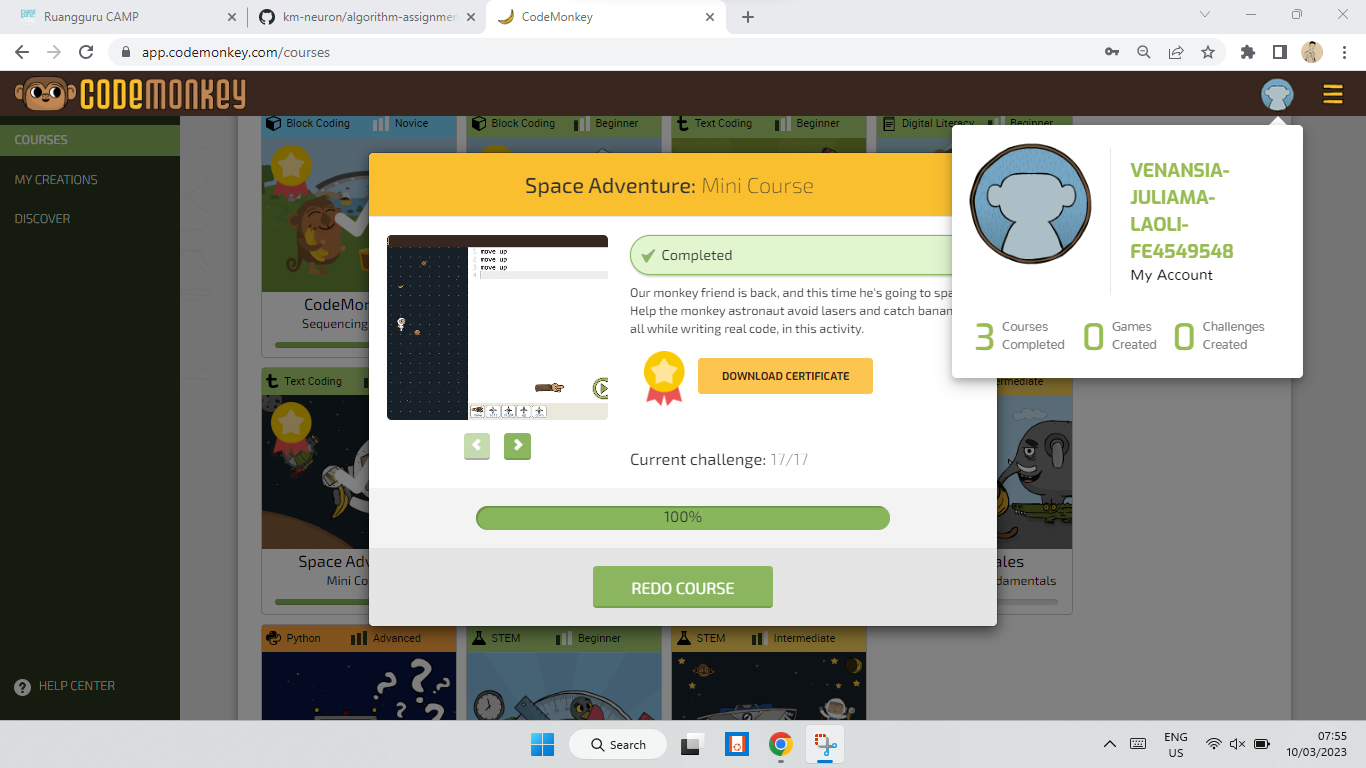 Ruangguru CAMP
km-neuron/algorithm-assignmen
CodeMonkey
app.codemonkey.com/courses
CODEMONKEY
COURSES
MY CREATIONS
DISCOVER
HELP CENTER
Block Coding Novice
Block Coding Beginner
Text Coding Beginner
Digital Literacy Beginner
CodeMon
Sequencing
Text Coding
Space Adv
Mini Co
ermediate
ales
damentals
Python Advanced
STEM Beginner
STEM Intermediate
Space Adventure: Mini Course
move up
move up
move up
Completed
Our monkey friend is back, and this time he's going to spa
Help the monkey astronaut avoid lasers and catch banan
all while writing real code, in this activity.
DOWNLOAD CERTIFICATE
Current challenge: 17/17
100%
REDO COURSE
VENANSIA-
JULIAMA-
LAOLI-
FE4549548
My Account
3 Courses Completed
0 Games Created
0 Challenges Created
Search
ENG
US
07:55
10/03/2023